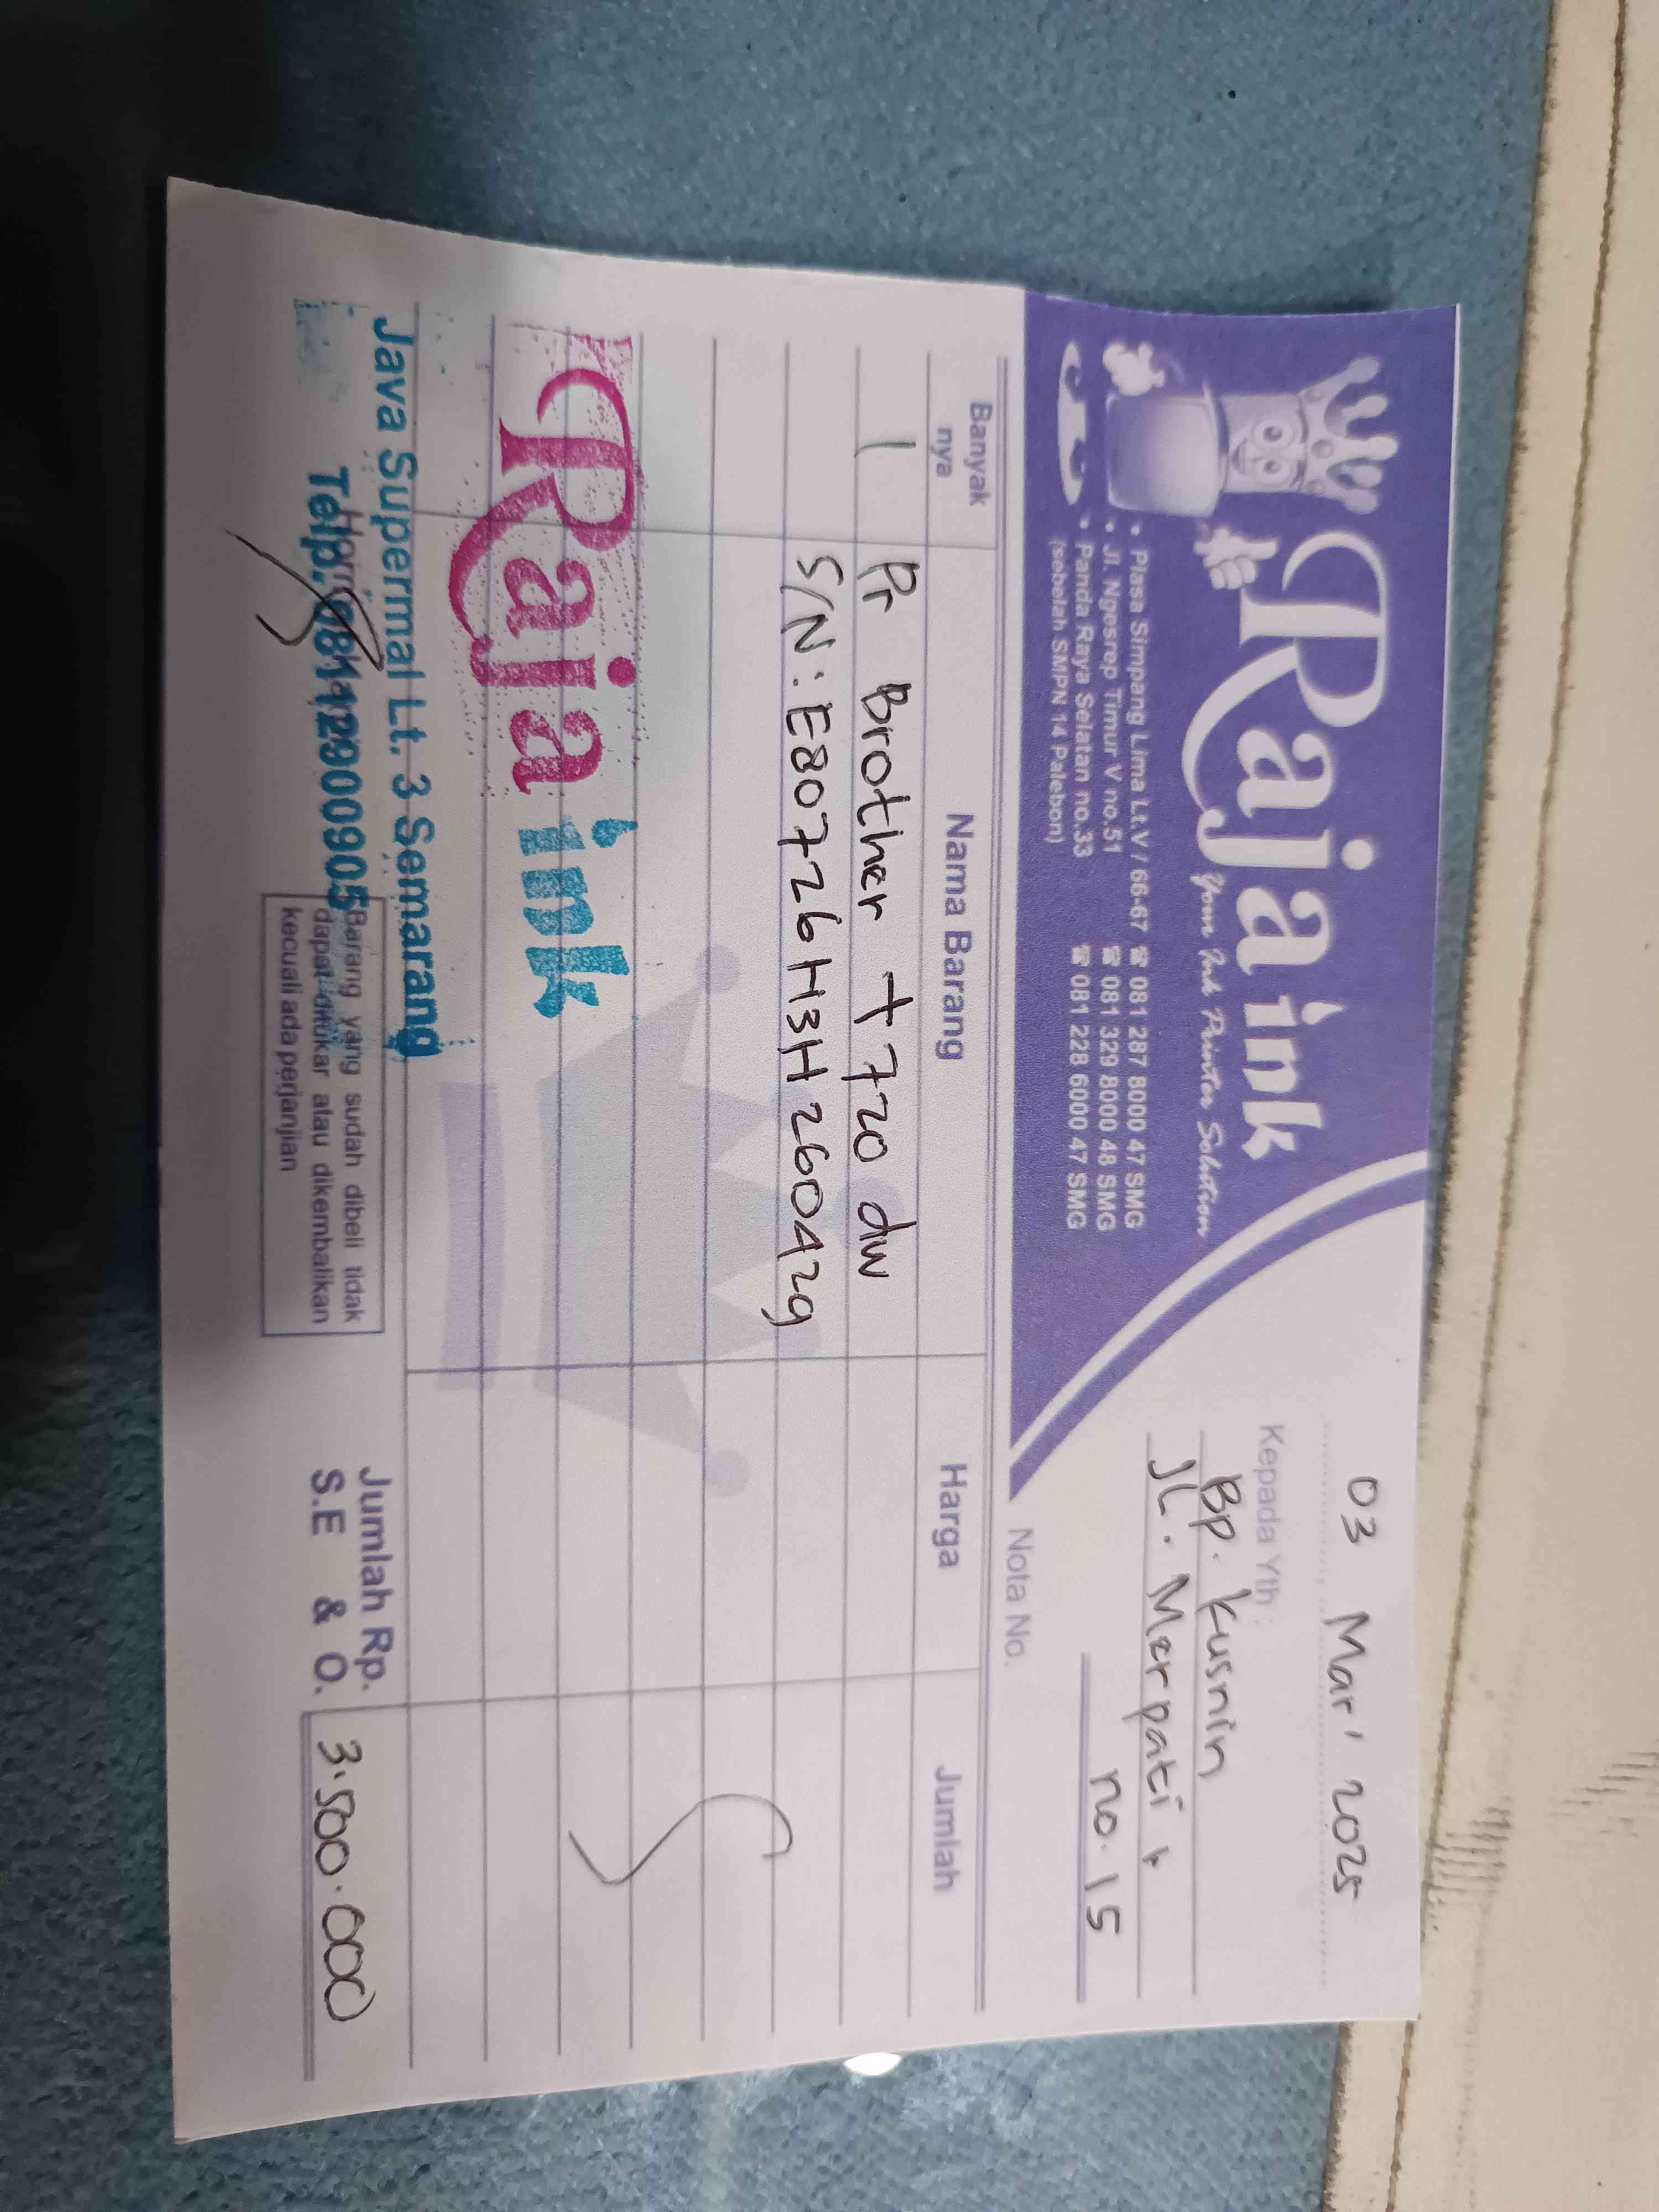 Raja ink
Your Ink Printer Solution
• Plasa Simpang Lima Lt.V / 66-67 ☎ 081 287 8000 47 SMG
• Jl. Ngesrep Timur V no.51 ☎ 081 329 8000 48 SMG
• Panda Raya Selatan no.33 ☎ 081 228 6000 47 SMG
(sebelah SMPN 14 Palebon)
03 Mar' 2025
Kepada Yth :
Bp. Kusnin
JL. Merpati
no. 15
Nota No.
Banyak nya Nama Barang Harga Jumlah
1 Pr Brother t720 dw
S/N : E80726H3H260429
Raja ink
Java Supermal Lt. 3 Semarang
Telp. 081129000905
Barang yang sudah dibeli tidak
dapat ditukar atau dikembalikan
kecuali ada perjanjian
Jumlah Rp.
S.E & O. 3.500.000